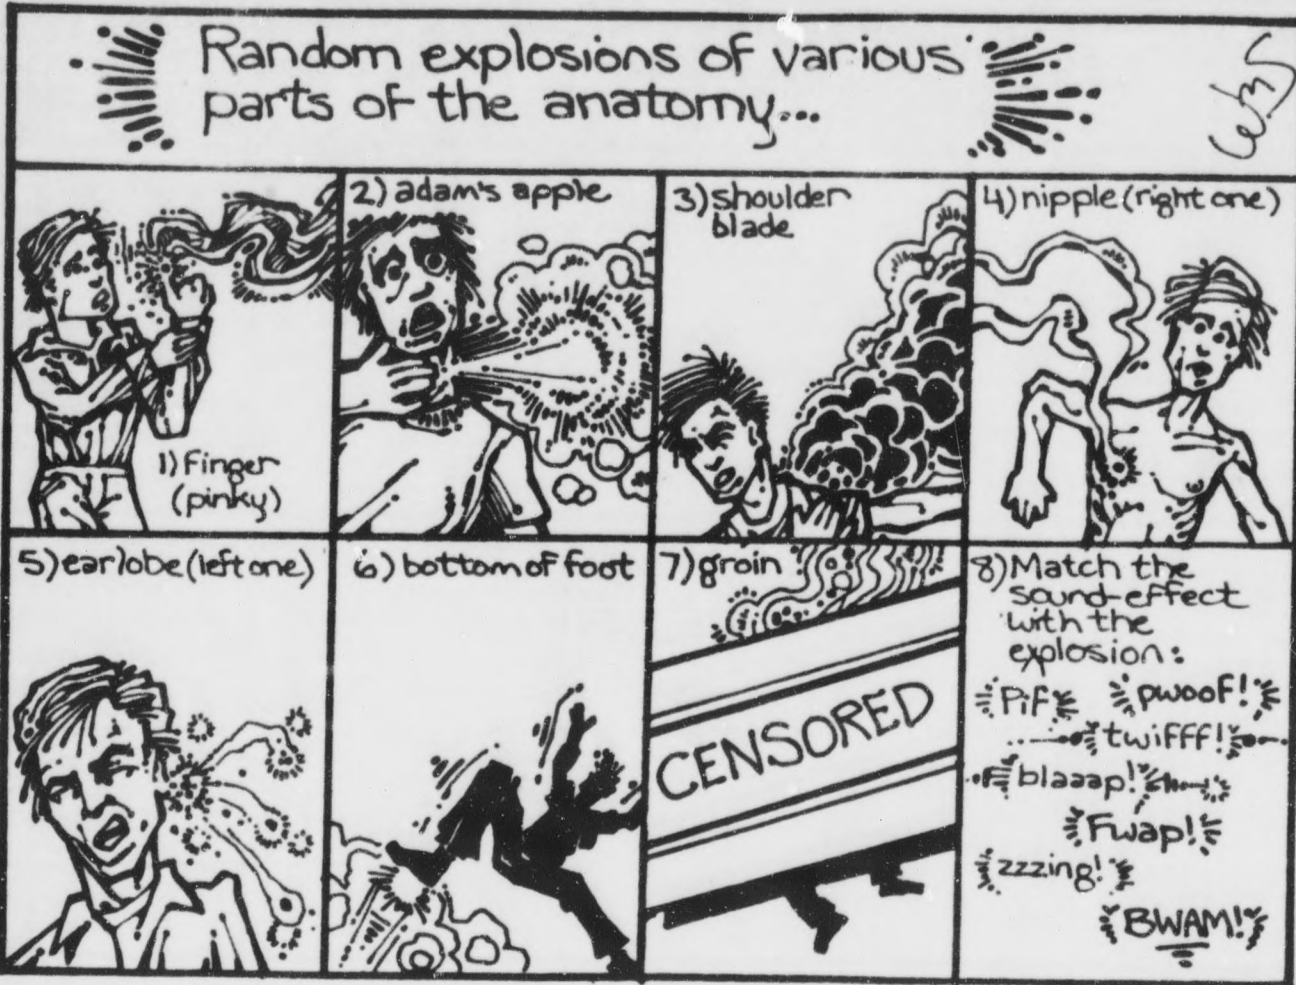 Random explosions of various
parts of the anatomy...
1) Finger
(pinky)
2) adam's apple
3) shoulder
blade
4) nipple (right one)
5) earlobe (left one)
6) bottom of foot
7) groin
CENSORED
8) Match the
sound-effect
with the
explosion:
PiF
pwooF!
twifff!
blaaap!
Fwap!
zzzing!
BWAM!